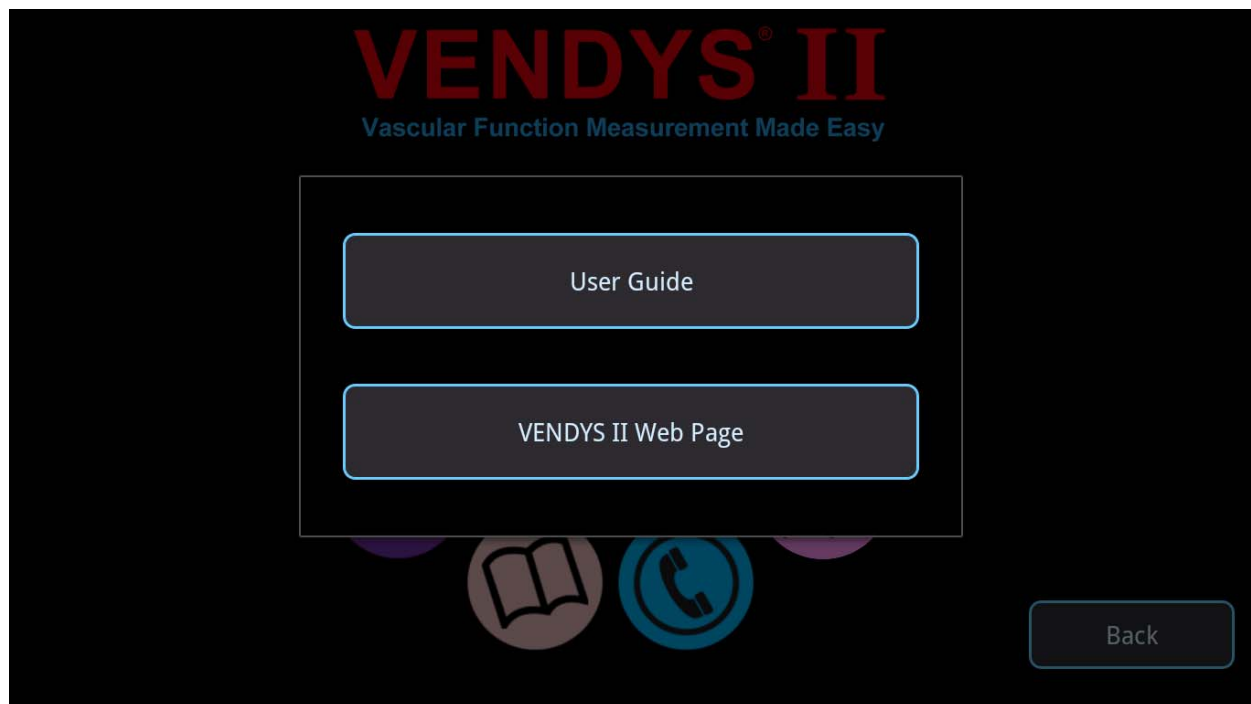 VENDYS® II
Vascular Function Measurement Made Easy
User Guide
VENDYS II Web Page
Back